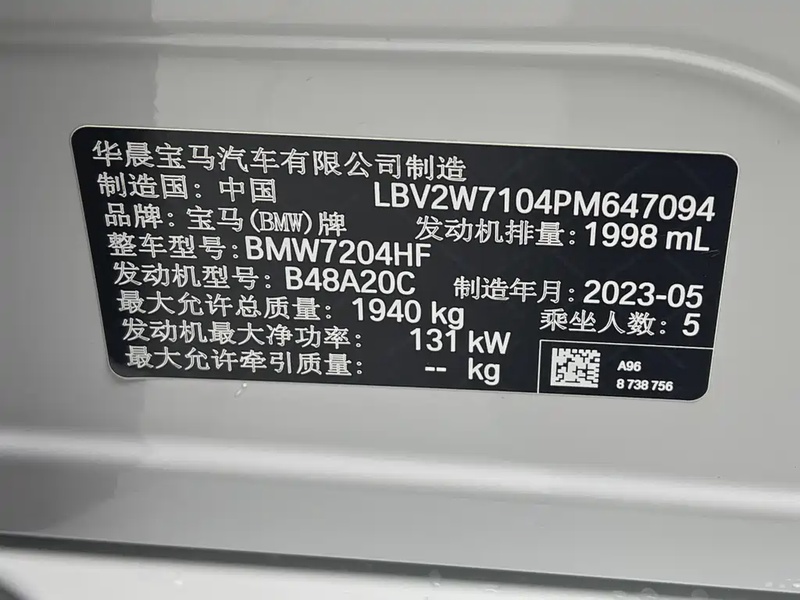 华晨宝马汽车有限公司制造
制造国: 中国 LBV2W7104PM647094
品牌: 宝马(BMW)牌 发动机排量: 1998 mL
整车型号: BMW7204HF
发动机型号: B48A20C 制造年月: 2023-05
最大允许总质量: 1940 kg 乘坐人数: 5
发动机最大净功率: 131 kW
最大允许牵引质量: -- kg
A96
8 738 756